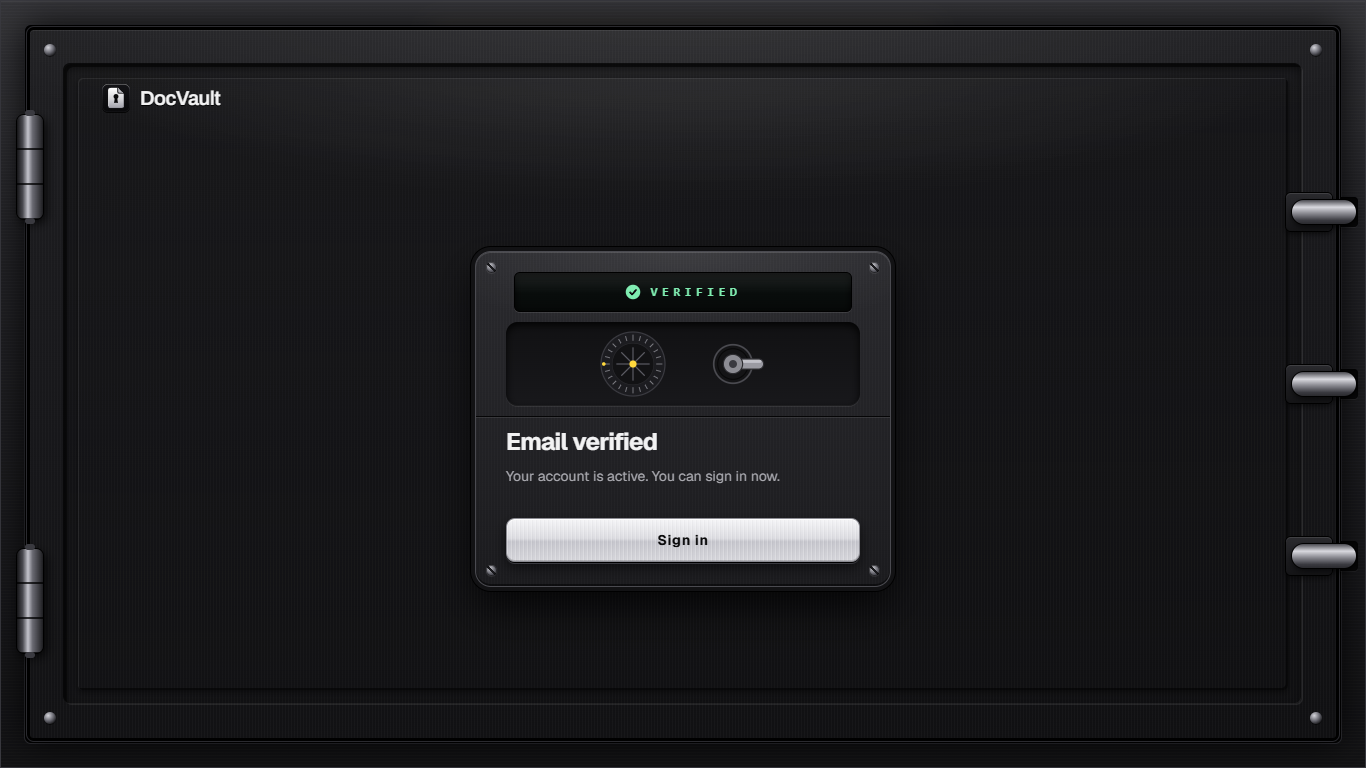 DocVault
VERIFIED
Email verified
Your account is active. You can sign in now.
Sign in